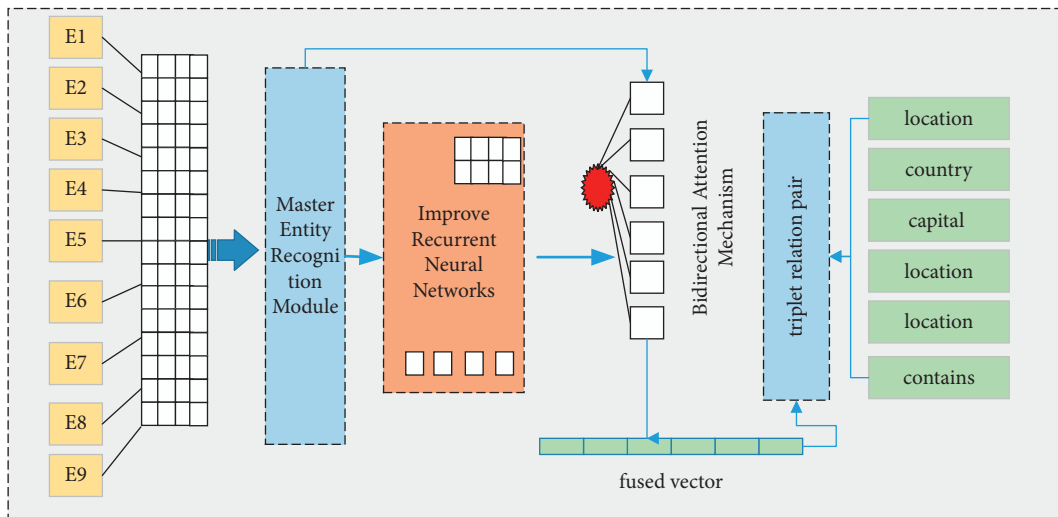 E1
E2
E3
E4
E5
E6
E7
E8
E9
Master
Entity
Recogni
tion
Module
Improve
Recurrent
Neural
Networks
Bidirectional Attention
Mechanism
fused vector
triplet relation pair
location
country
capital
location
location
contains